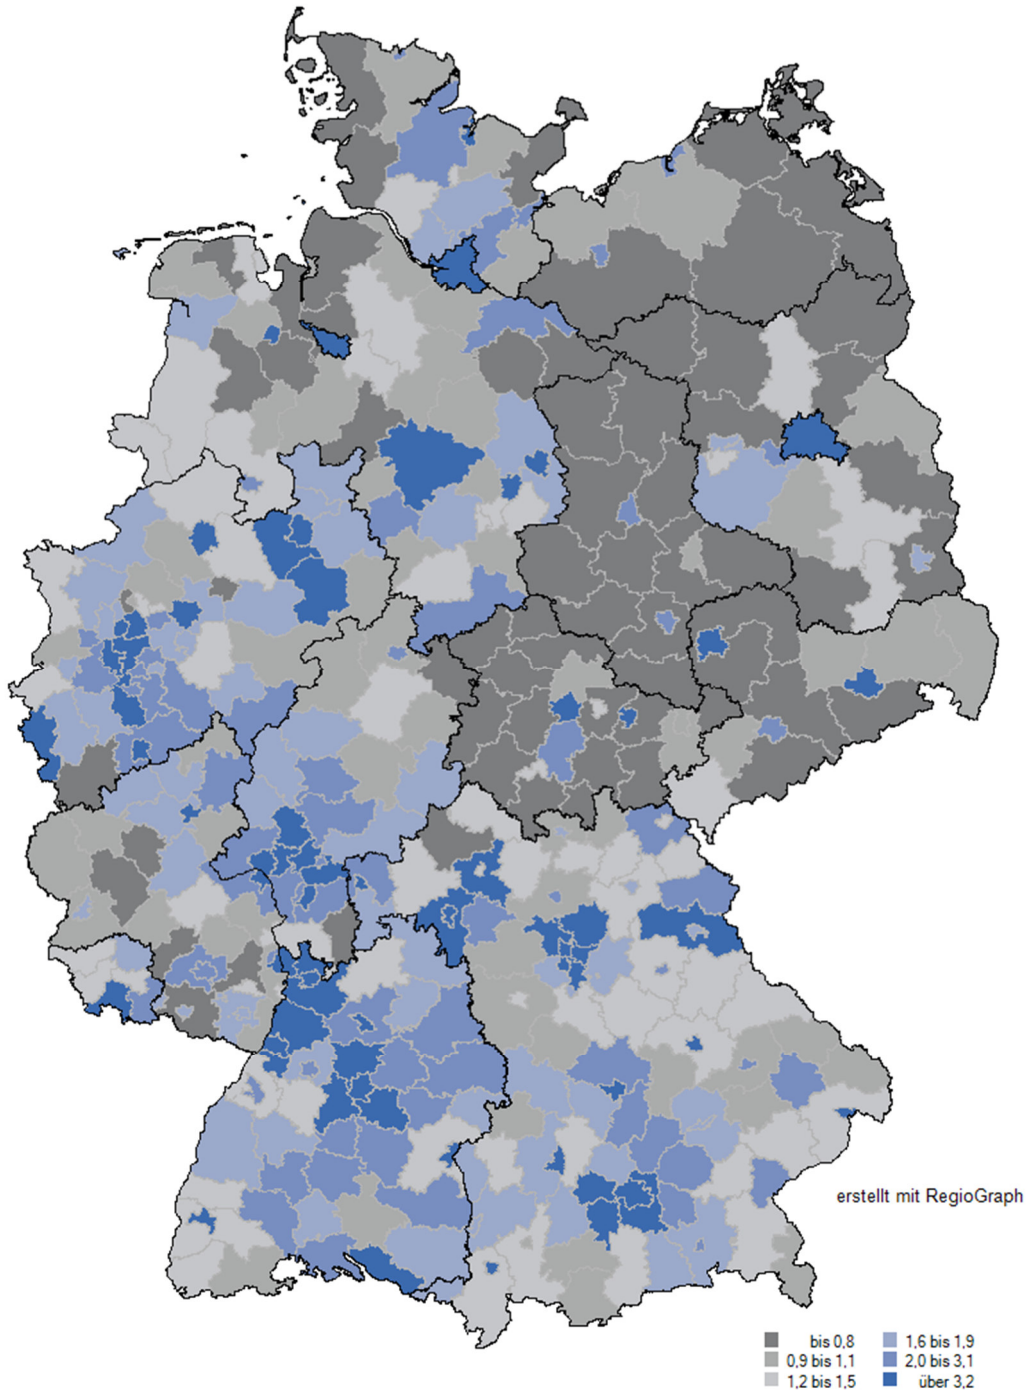 erstellt mit RegioGraph
bis 0,8
1,6 bis 1,9
0,9 bis 1,1
2,0 bis 3,1
1,2 bis 1,5
über 3,2